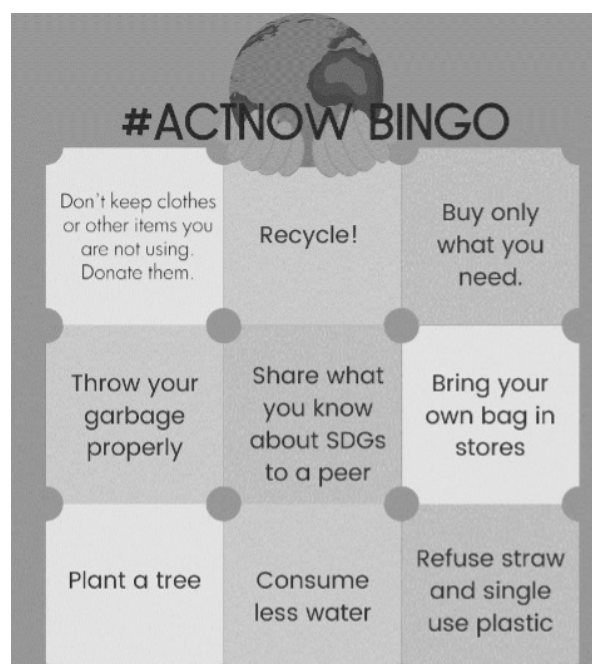 #ACTNOW BINGO
Don't keep clothes
or other items you
are not using.
Donate them.
Recycle!
Buy only
what you
need.
Throw your
garbage
properly
Share what
you know
about SDGs
to a peer
Bring your
own bag in
stores
Plant a tree
Consume
less water
Refuse straw
and single
use plastic